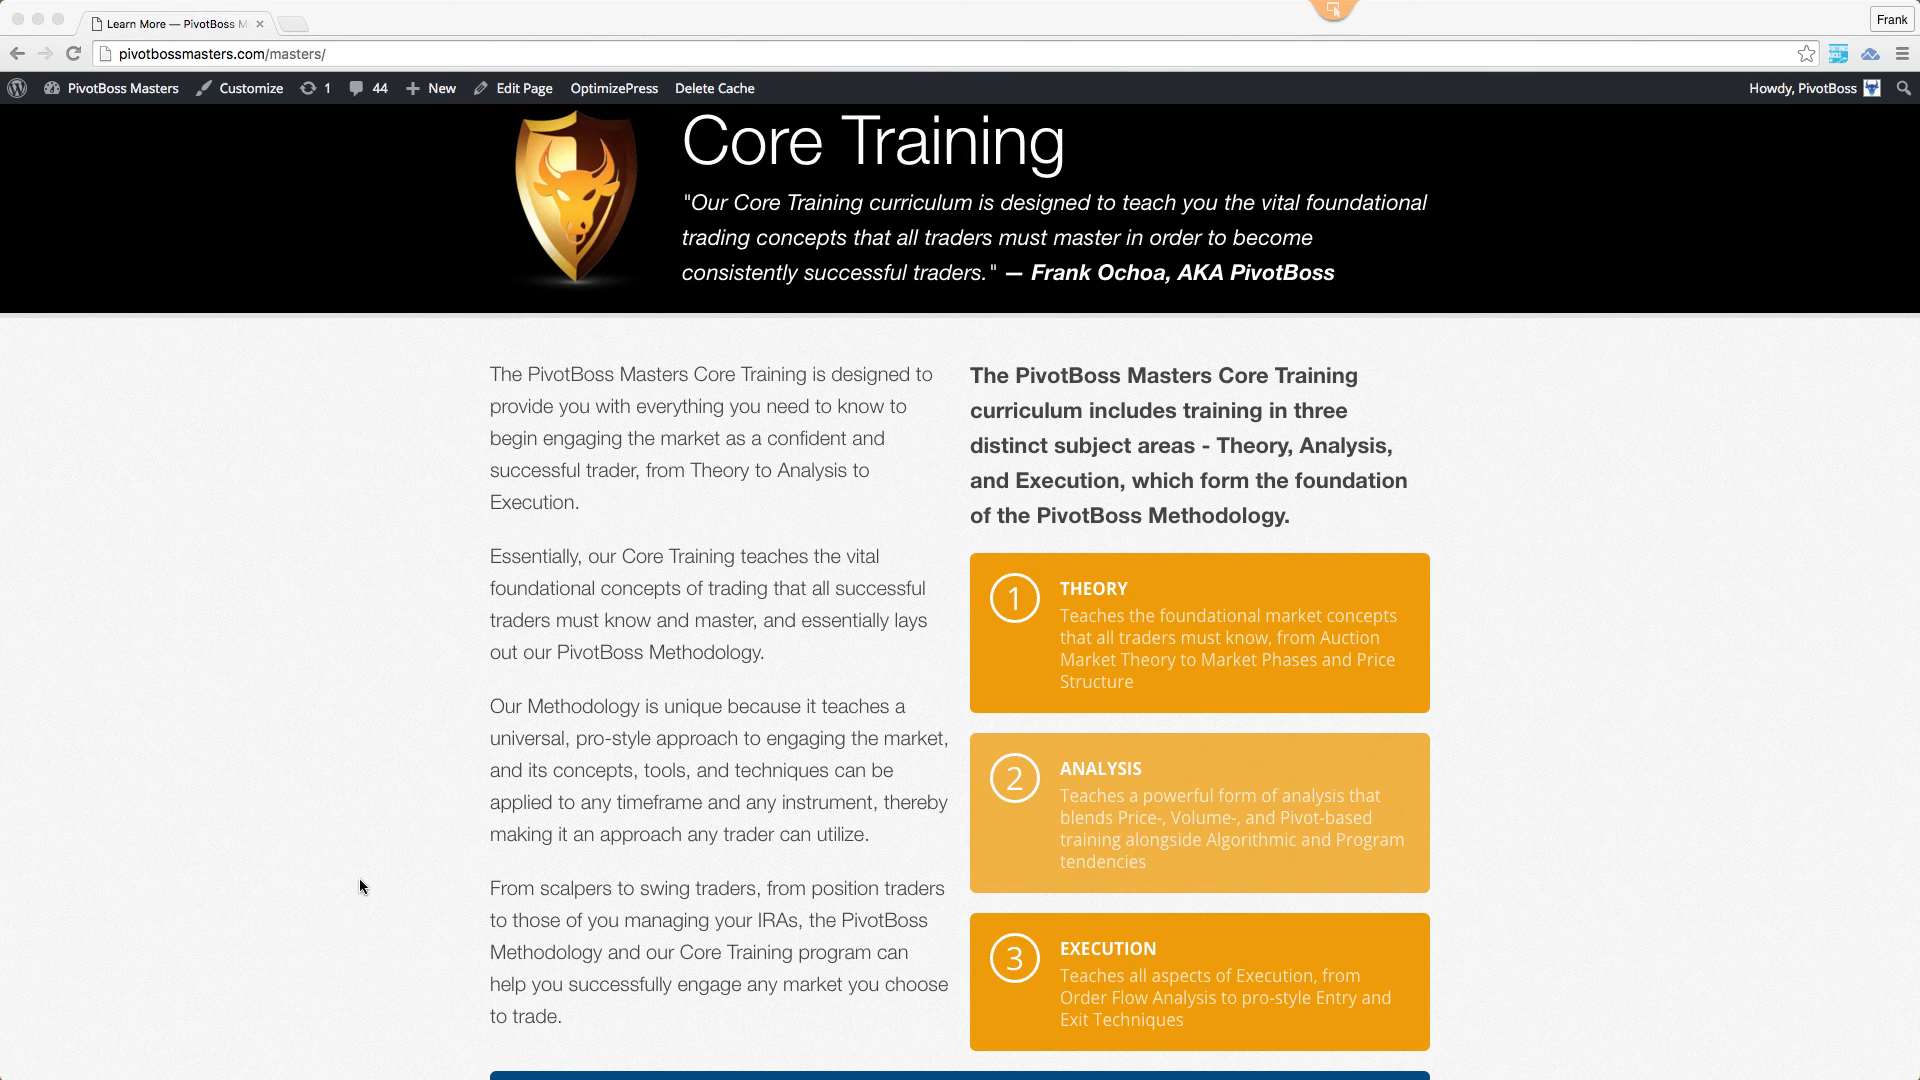 Learn More — PivotBoss M
Frank
pivotbossmasters.com/masters/
PivotBoss Masters Customize 1 44 New Edit Page OptimizePress Delete Cache Howdy, PivotBoss
Core Training
"Our Core Training curriculum is designed to teach you the vital foundational
trading concepts that all traders must master in order to become
consistently successful traders." — Frank Ochoa, AKA PivotBoss
The PivotBoss Masters Core Training is designed to
provide you with everything you need to know to
begin engaging the market as a confident and
successful trader, from Theory to Analysis to
Execution.
Essentially, our Core Training teaches the vital
foundational concepts of trading that all successful
traders must know and master, and essentially lays
out our PivotBoss Methodology.
Our Methodology is unique because it teaches a
universal, pro-style approach to engaging the market,
and its concepts, tools, and techniques can be
applied to any timeframe and any instrument, thereby
making it an approach any trader can utilize.
From scalpers to swing traders, from position traders
to those of you managing your IRAs, the PivotBoss
Methodology and our Core Training program can
help you successfully engage any market you choose
to trade.
The PivotBoss Masters Core Training
curriculum includes training in three
distinct subject areas - Theory, Analysis,
and Execution, which form the foundation
of the PivotBoss Methodology.
1
THEORY
Teaches the foundational market concepts
that all traders must know, from Auction
Market Theory to Market Phases and Price
Structure
2
ANALYSIS
Teaches a powerful form of analysis that
blends Price-, Volume-, and Pivot-based
training alongside Algorithmic and Program
tendencies
3
EXECUTION
Teaches all aspects of Execution, from
Order Flow Analysis to pro-style Entry and
Exit Techniques